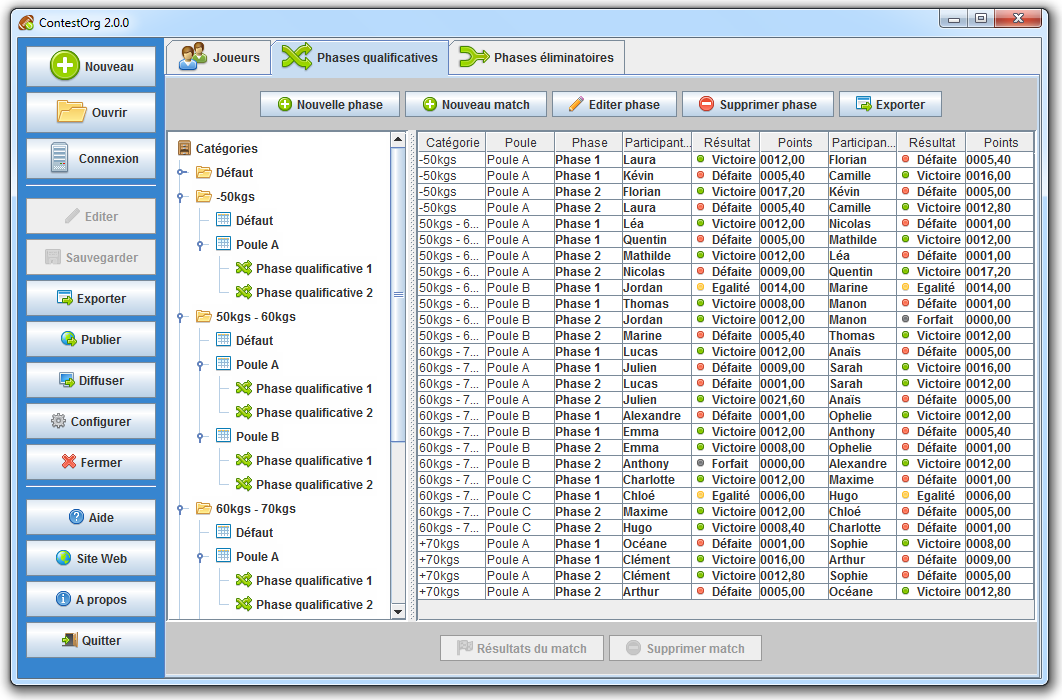 ContestOrg 2.0.0
Nouveau
Ouvrir
Connexion
Editer
Sauvegarder
Exporter
Publier
Diffuser
Configurer
Fermer
Aide
Site Web
A propos
Quitter
Joueurs Phases qualificatives Phases éliminatoires
Nouvelle phase Nouveau match Editer phase Supprimer phase Exporter
Catégories
Défaut
-50kgs
Défaut
Poule A
Phase qualificative 1
Phase qualificative 2
50kgs - 60kgs
Défaut
Poule A
Phase qualificative 1
Phase qualificative 2
Poule B
Phase qualificative 1
Phase qualificative 2
60kgs - 70kgs
Défaut
Poule A
Phase qualificative 1
Phase qualificative 2
Catégorie Poule Phase Participant... Résultat Points Participan... Résultat Points
-50kgs Poule A Phase 1 Laura Victoire 0012,00 Florian Défaite 0005,40
-50kgs Poule A Phase 1 Kévin Défaite 0005,40 Camille Victoire 0016,00
-50kgs Poule A Phase 2 Florian Victoire 0017,20 Kévin Défaite 0005,00
-50kgs Poule A Phase 2 Laura Défaite 0005,40 Camille Victoire 0012,80
50kgs - 6... Poule A Phase 1 Léa Victoire 0012,00 Nicolas Défaite 0001,00
50kgs - 6... Poule A Phase 1 Quentin Défaite 0005,00 Mathilde Victoire 0012,00
50kgs - 6... Poule A Phase 2 Mathilde Victoire 0012,00 Léa Défaite 0001,00
50kgs - 6... Poule A Phase 2 Nicolas Défaite 0009,00 Quentin Victoire 0017,20
50kgs - 6... Poule B Phase 1 Jordan Egalité 0014,00 Marine Egalité 0014,00
50kgs - 6... Poule B Phase 1 Thomas Victoire 0008,00 Manon Défaite 0001,00
50kgs - 6... Poule B Phase 2 Jordan Victoire 0012,00 Manon Forfait 0000,00
50kgs - 6... Poule B Phase 2 Marine Défaite 0005,40 Thomas Victoire 0012,00
60kgs - 7... Poule A Phase 1 Lucas Victoire 0012,00 Anaïs Défaite 0005,00
60kgs - 7... Poule A Phase 1 Julien Défaite 0009,00 Sarah Victoire 0016,00
60kgs - 7... Poule A Phase 2 Lucas Défaite 0001,00 Sarah Victoire 0012,00
60kgs - 7... Poule A Phase 2 Julien Victoire 0021,60 Anaïs Défaite 0005,00
60kgs - 7... Poule B Phase 1 Alexandre Défaite 0001,00 Ophelie Victoire 0012,00
60kgs - 7... Poule B Phase 1 Emma Victoire 0012,00 Anthony Défaite 0005,40
60kgs - 7... Poule B Phase 2 Emma Victoire 0008,00 Ophelie Défaite 0001,00
60kgs - 7... Poule B Phase 2 Anthony Forfait 0000,00 Alexandre Victoire 0012,00
60kgs - 7... Poule C Phase 1 Charlotte Victoire 0012,00 Maxime Défaite 0001,00
60kgs - 7... Poule C Phase 1 Chloé Egalité 0006,00 Hugo Egalité 0006,00
60kgs - 7... Poule C Phase 2 Maxime Victoire 0012,00 Chloé Défaite 0005,00
60kgs - 7... Poule C Phase 2 Hugo Victoire 0008,40 Charlotte Défaite 0001,00
+70kgs Poule A Phase 1 Océane Défaite 0001,00 Sophie Victoire 0008,00
+70kgs Poule A Phase 1 Clément Victoire 0016,00 Arthur Défaite 0009,00
+70kgs Poule A Phase 2 Clément Victoire 0012,80 Sophie Défaite 0005,00
+70kgs Poule A Phase 2 Arthur Défaite 0005,00 Océane Victoire 0012,80
Résultats du match Supprimer match